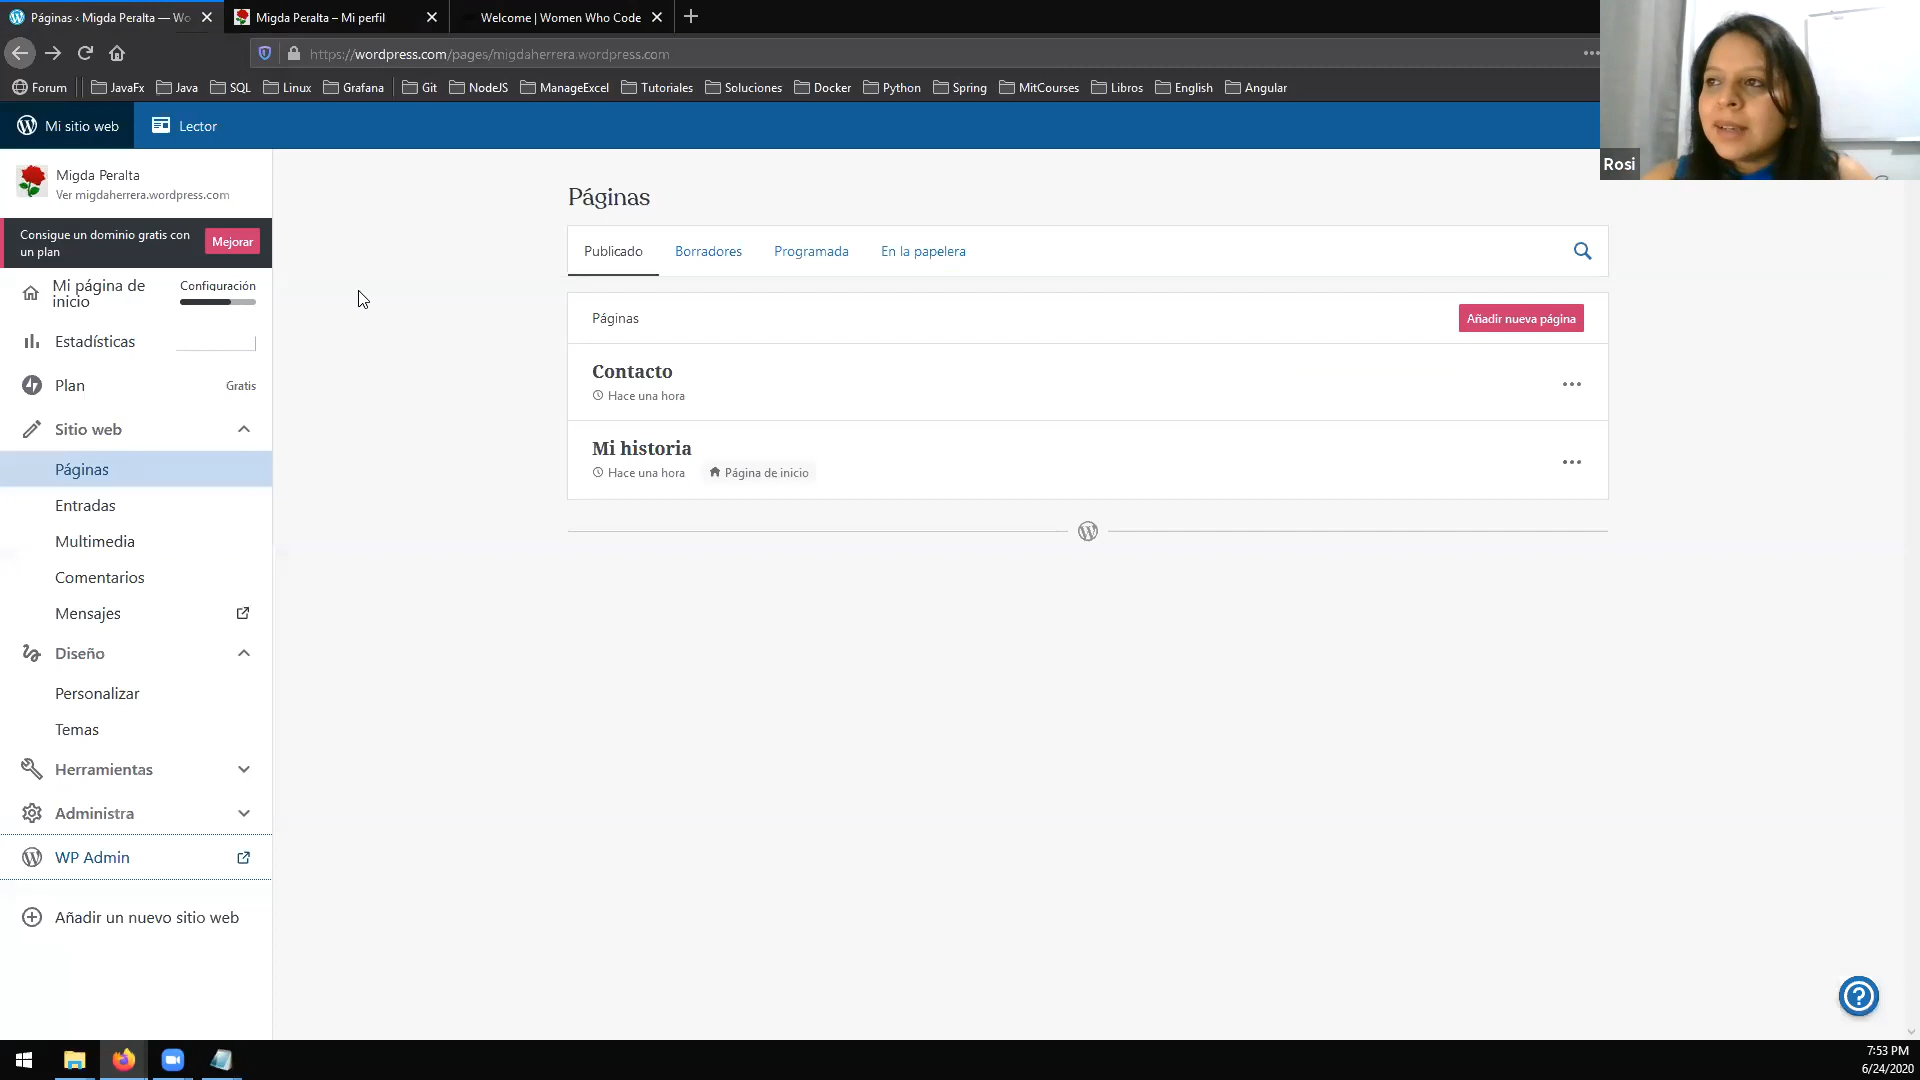 Páginas ‹ Migda Peralta — Wo
Migda Peralta – Mi perfil
Welcome | Women Who Code
https://wordpress.com/pages/migdaherrera.wordpress.com
Forum
JavaFx
Java
SQL
Linux
Grafana
Git
NodeJS
ManageExcel
Tutoriales
Soluciones
Docker
Python
Spring
MitCourses
Libros
English
Angular
Mi sitio web
Lector
Rosi
Migda Peralta
Ver migdaherrera.wordpress.com
Consigue un dominio gratis con
un plan
Mejorar
Mi página de
inicio
Configuración
Estadísticas
Plan
Gratis
Sitio web
Páginas
Entradas
Multimedia
Comentarios
Mensajes
Diseño
Personalizar
Temas
Herramientas
Administra
WP Admin
Añadir un nuevo sitio web
Páginas
Publicado
Borradores
Programada
En la papelera
Páginas
Añadir nueva página
Contacto
Hace una hora
Mi historia
Hace una hora
Página de inicio
7:53 PM
6/24/2020